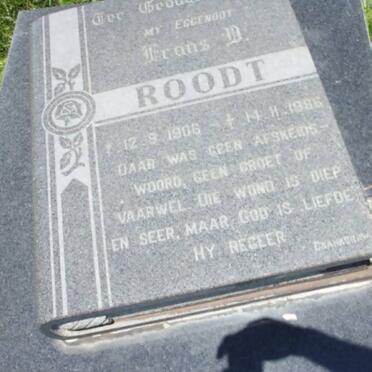 Ter Gedagtenis
MY EGGENOOT
Frans D.
ROODT
* 12.9.1906 † 14.11.1986
DAAR WAS GEEN AFSKEIDS-
WOORD, GEEN GROET OF
VAARWEL. DIE WOND IS DIEP
EN SEER, MAAR GOD IS LIEFDE,
HY REGEER.